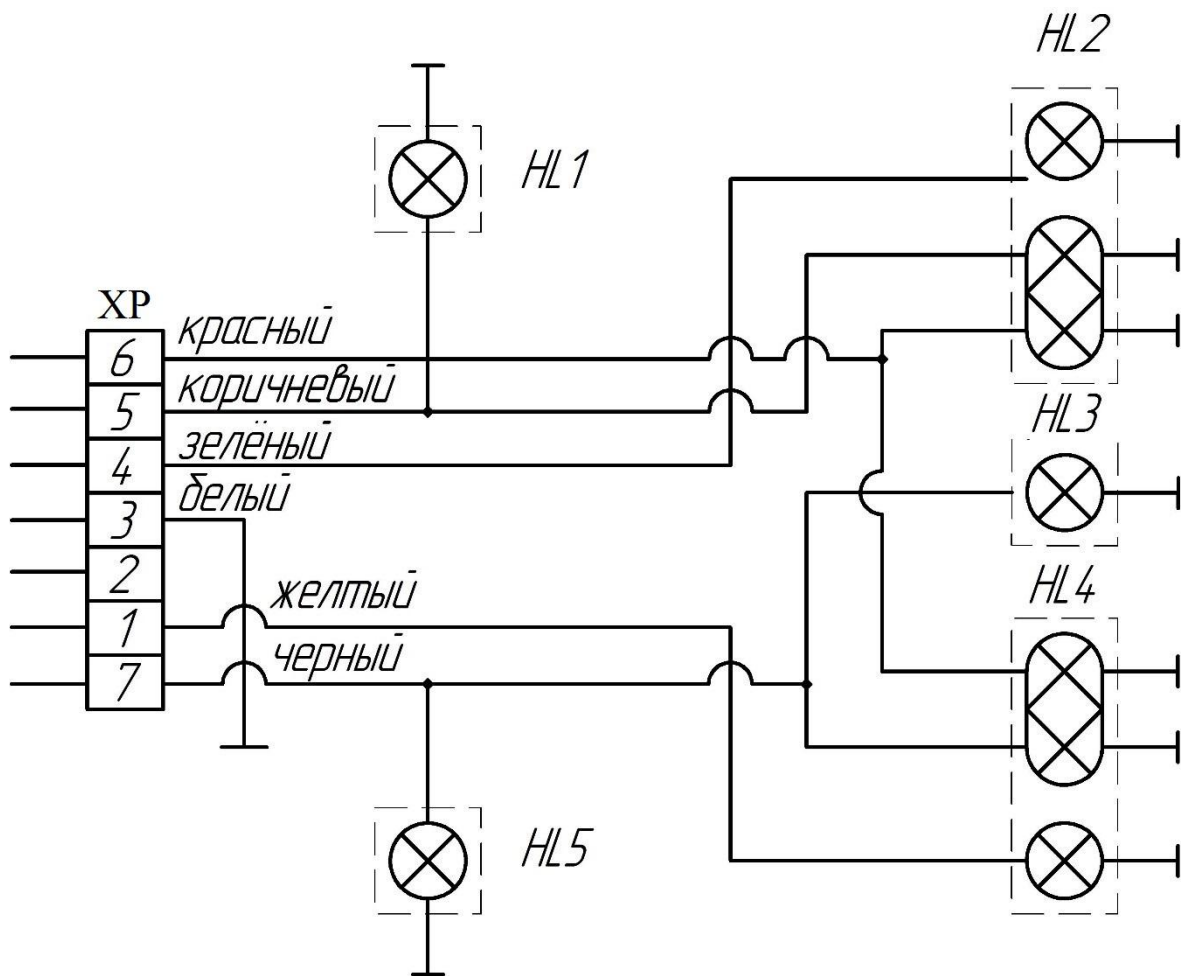 HL2
HL1
XP
6 красный
5 коричневый
4 зелёный
3 белый
HL3
2
1 желтый
HL4
7 черный
HL5